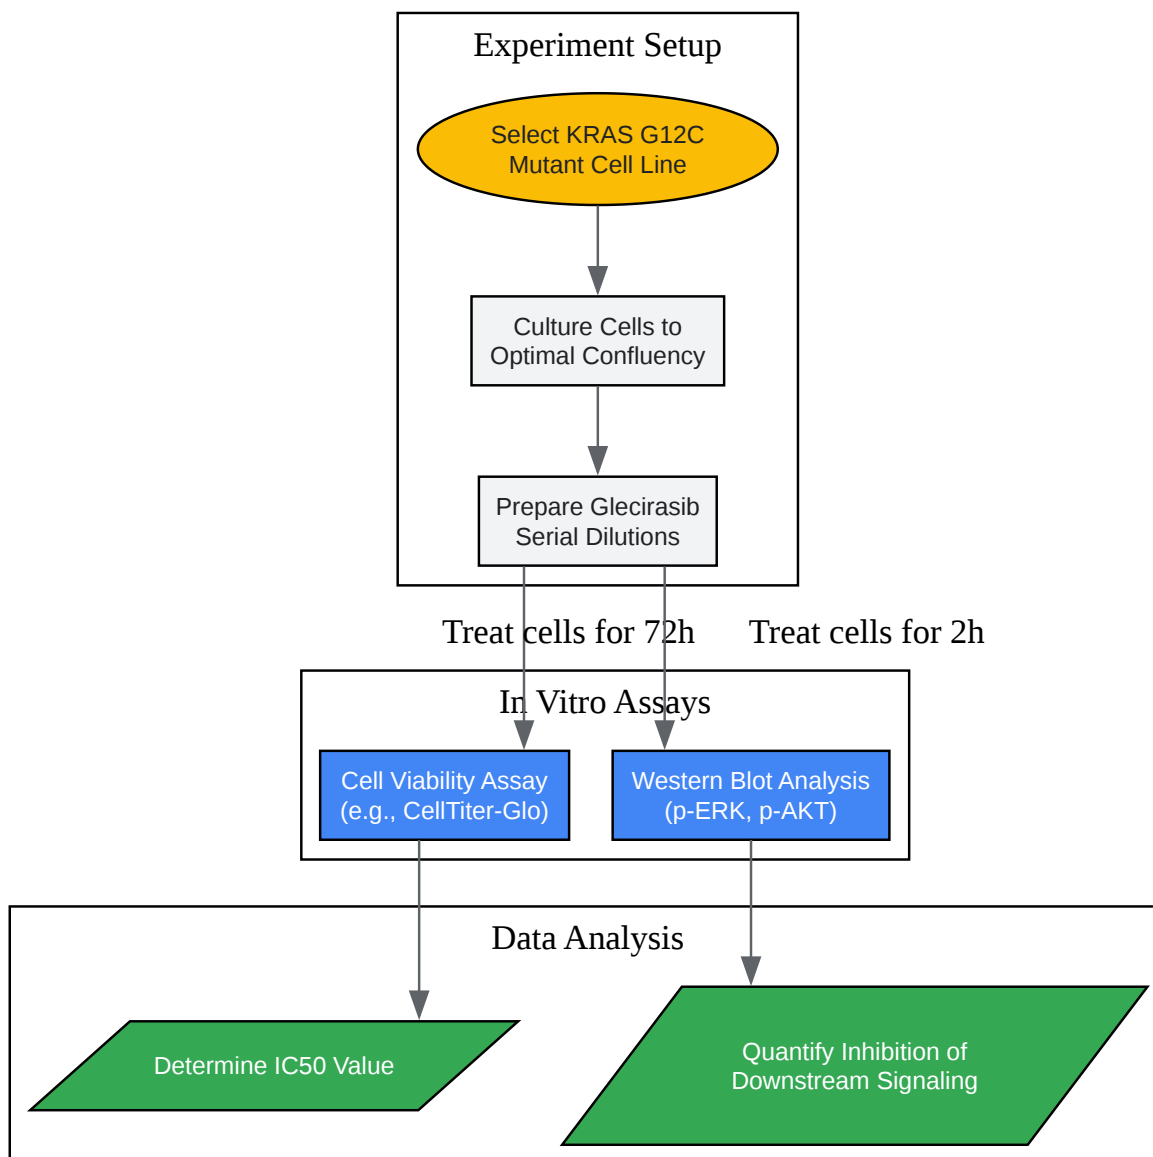 Experiment Setup
Select KRAS G12C
Mutant Cell Line
Culture Cells to
Optimal Confluency
Prepare Glecirasib
Serial Dilutions
Treat cells for 72h
Treat cells for 2h
In Vitro Assays
Cell Viability Assay
(e.g., CellTiter-Glo)
Western Blot Analysis
(p-ERK, p-AKT)
Data Analysis
Determine IC50 Value
Quantify Inhibition of
Downstream Signaling